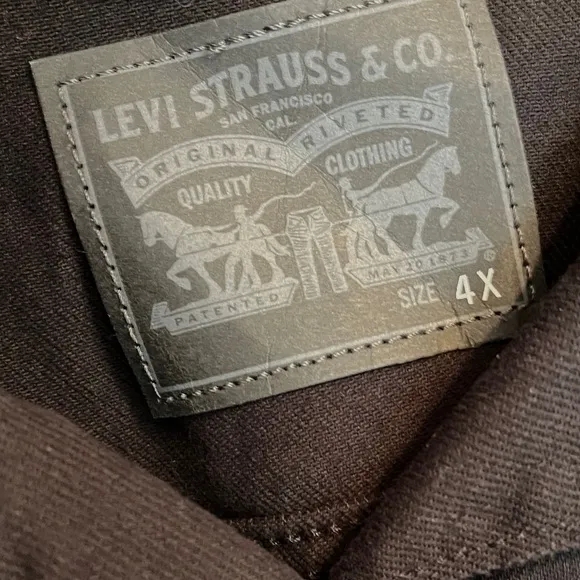 LEVI STRAUSS & CO.
SAN FRANCISCO
CAL.
ORIGINAL RIVETED
QUALITY CLOTHING
PATENTED
MAY 20 1873
®
SIZE 4X